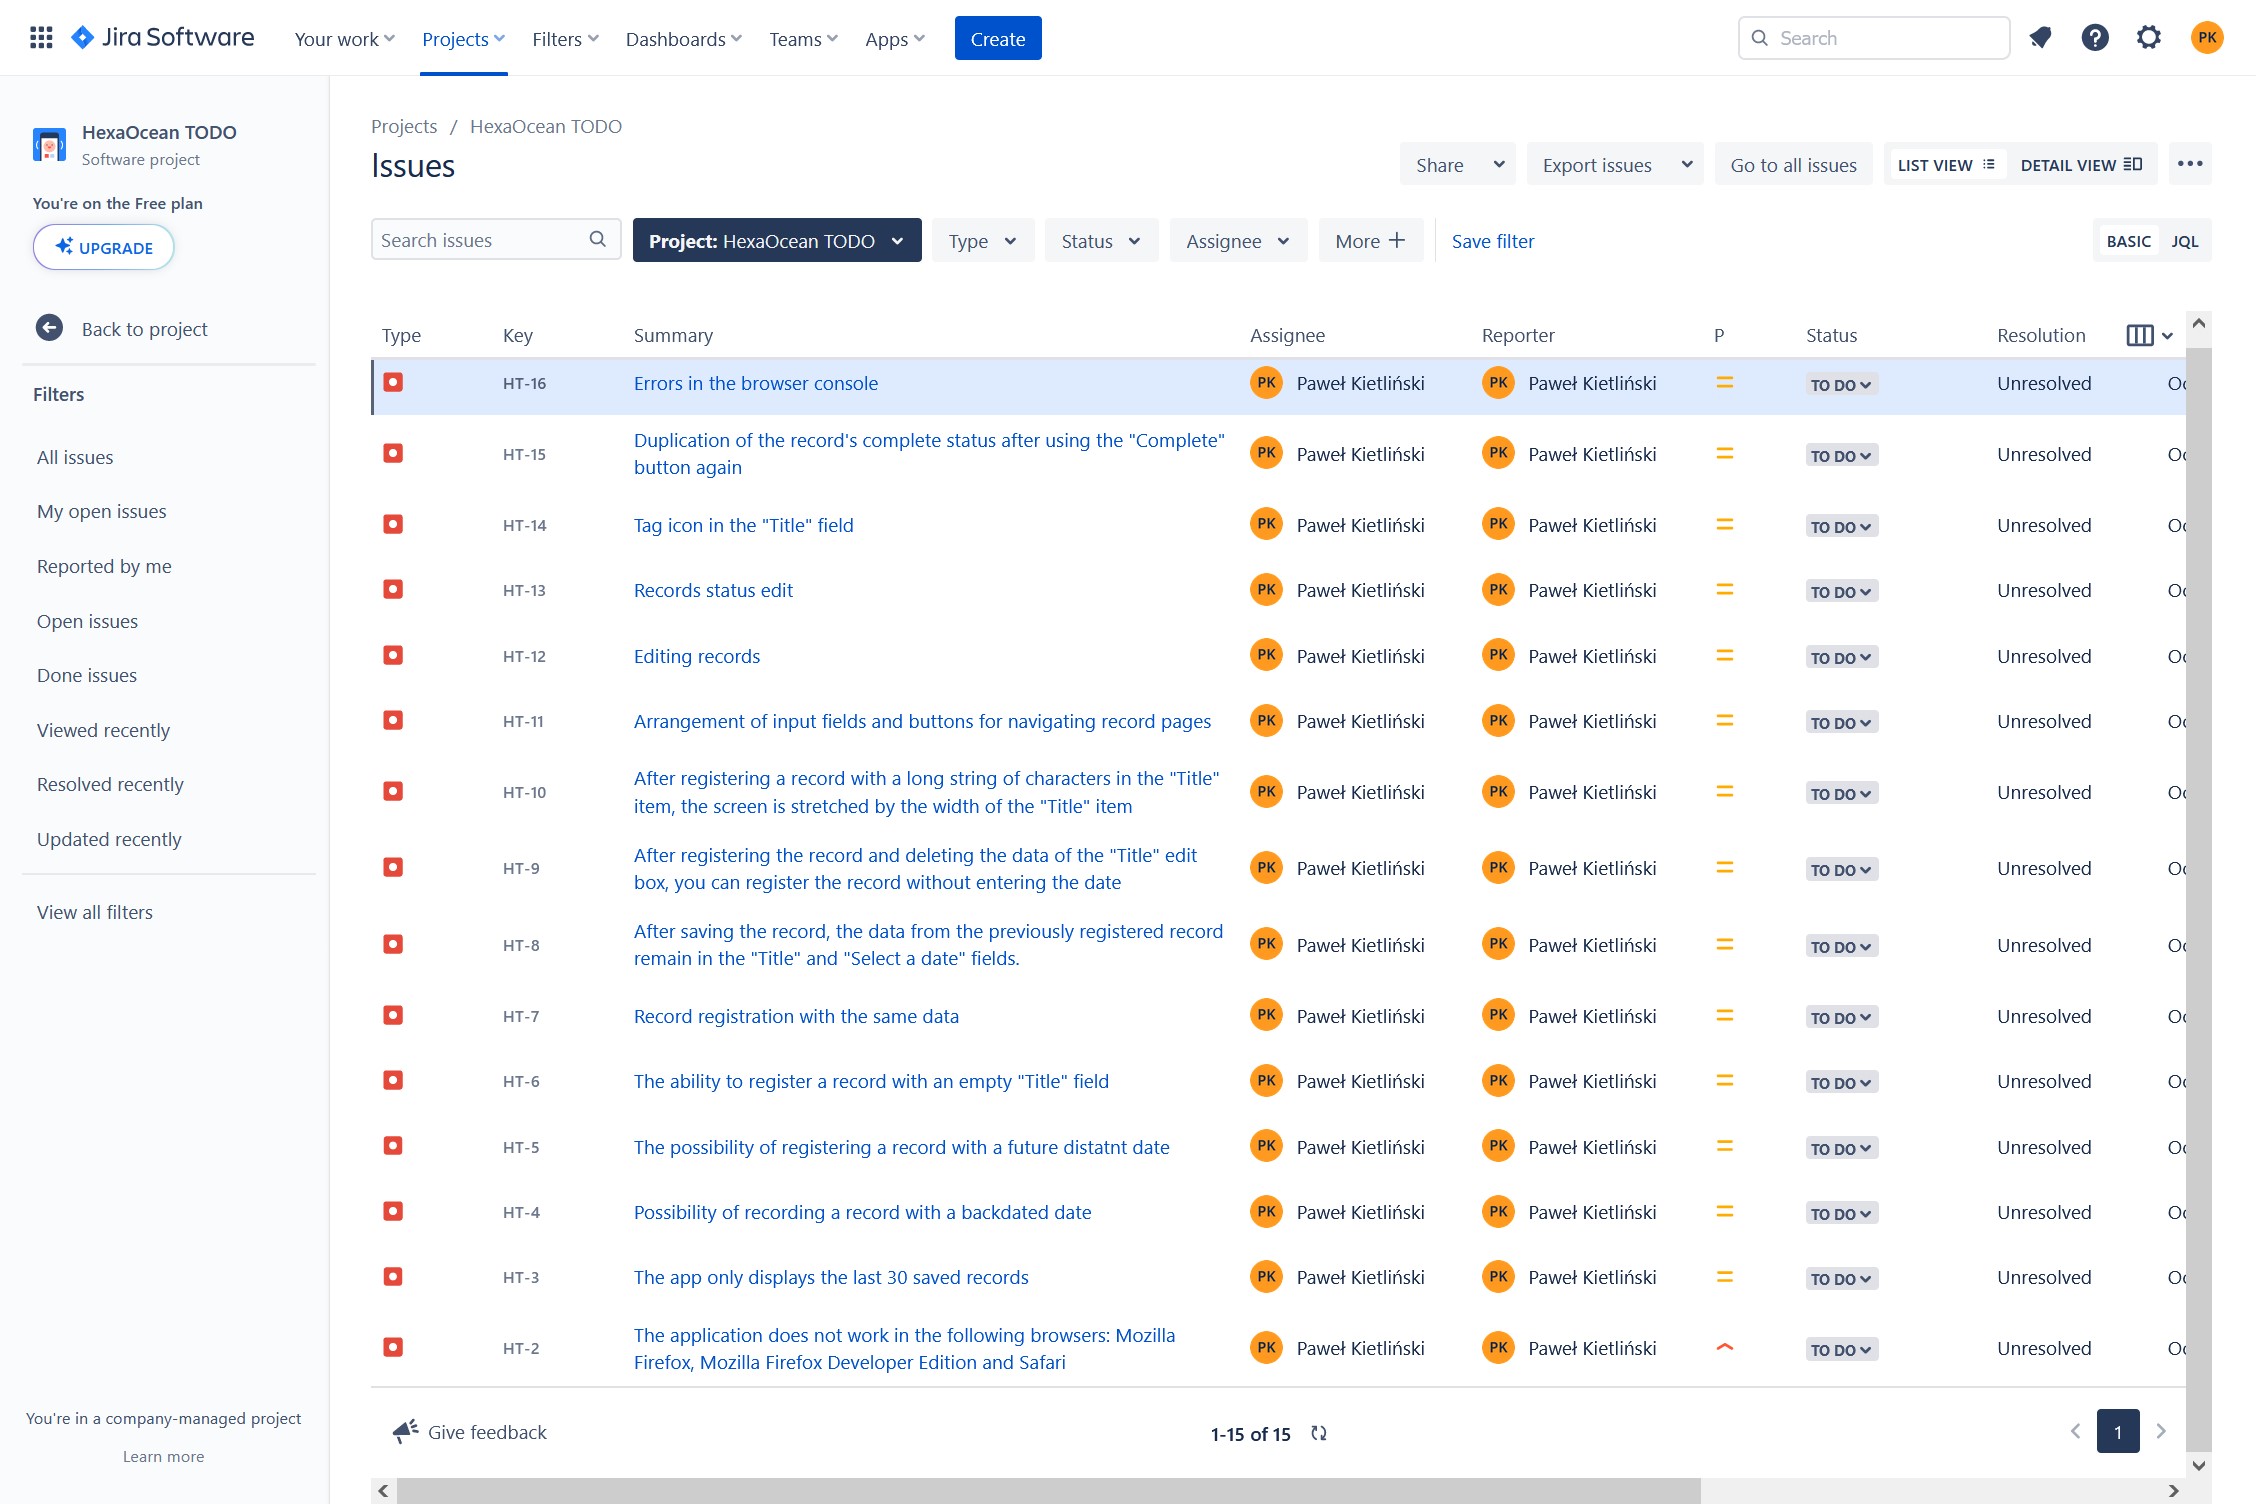 Jira Software Your work Projects Filters Dashboards Teams Apps Create Search PK
HexaOcean TODO
Software project
You're on the Free plan
UPGRADE
Back to project
Filters
All issues
My open issues
Reported by me
Open issues
Done issues
Viewed recently
Resolved recently
Updated recently
View all filters
You're in a company-managed project
Learn more
Projects / HexaOcean TODO
Issues
Share Export issues Go to all issues LIST VIEW DETAIL VIEW
Search issues Project: HexaOcean TODO Type Status Assignee More Save filter BASIC JQL
Type Key Summary Assignee Reporter P Status Resolution
HT-16 Errors in the browser console PK Paweł Kietliński PK Paweł Kietliński TO DO Unresolved
HT-15 Duplication of the record's complete status after using the "Complete"
button again PK Paweł Kietliński PK Paweł Kietliński TO DO Unresolved
HT-14 Tag icon in the "Title" field PK Paweł Kietliński PK Paweł Kietliński TO DO Unresolved
HT-13 Records status edit PK Paweł Kietliński PK Paweł Kietliński TO DO Unresolved
HT-12 Editing records PK Paweł Kietliński PK Paweł Kietliński TO DO Unresolved
HT-11 Arrangement of input fields and buttons for navigating record pages PK Paweł Kietliński PK Paweł Kietliński TO DO Unresolved
HT-10 After registering a record with a long string of characters in the "Title"
item, the screen is stretched by the width of the "Title" item PK Paweł Kietliński PK Paweł Kietliński TO DO Unresolved
HT-9 After registering the record and deleting the data of the "Title" edit
box, you can register the record without entering the date PK Paweł Kietliński PK Paweł Kietliński TO DO Unresolved
HT-8 After saving the record, the data from the previously registered record
remain in the "Title" and "Select a date" fields. PK Paweł Kietliński PK Paweł Kietliński TO DO Unresolved
HT-7 Record registration with the same data PK Paweł Kietliński PK Paweł Kietliński TO DO Unresolved
HT-6 The ability to register a record with an empty "Title" field PK Paweł Kietliński PK Paweł Kietliński TO DO Unresolved
HT-5 The possibility of registering a record with a future distatnt date PK Paweł Kietliński PK Paweł Kietliński TO DO Unresolved
HT-4 Possibility of recording a record with a backdated date PK Paweł Kietliński PK Paweł Kietliński TO DO Unresolved
HT-3 The app only displays the last 30 saved records PK Paweł Kietliński PK Paweł Kietliński TO DO Unresolved
HT-2 The application does not work in the following browsers: Mozilla
Firefox, Mozilla Firefox Developer Edition and Safari PK Paweł Kietliński PK Paweł Kietliński TO DO Unresolved
Give feedback 1-15 of 15 1